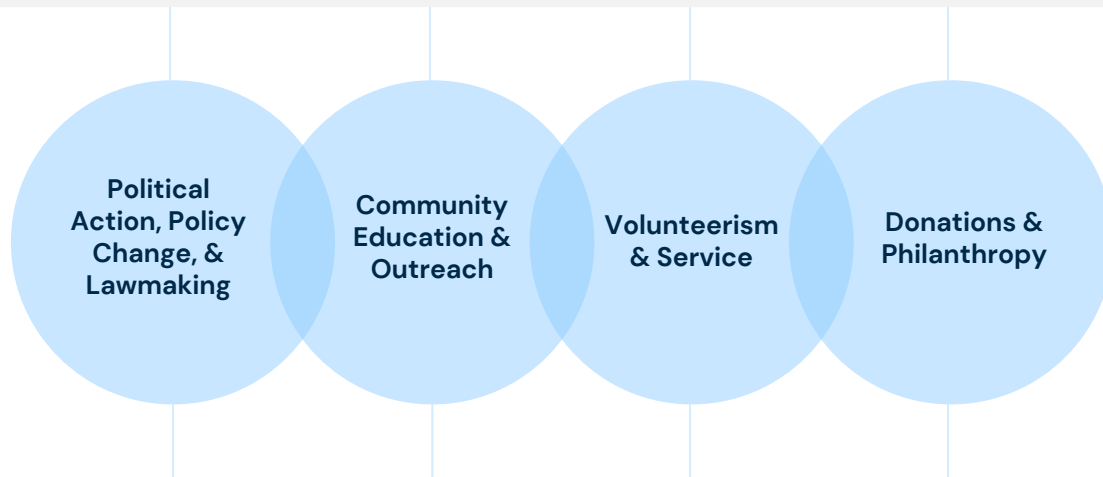 Political
Action, Policy
Change, &
Lawmaking
Community
Education &
Outreach
Volunteerism
& Service
Donations &
Philanthropy